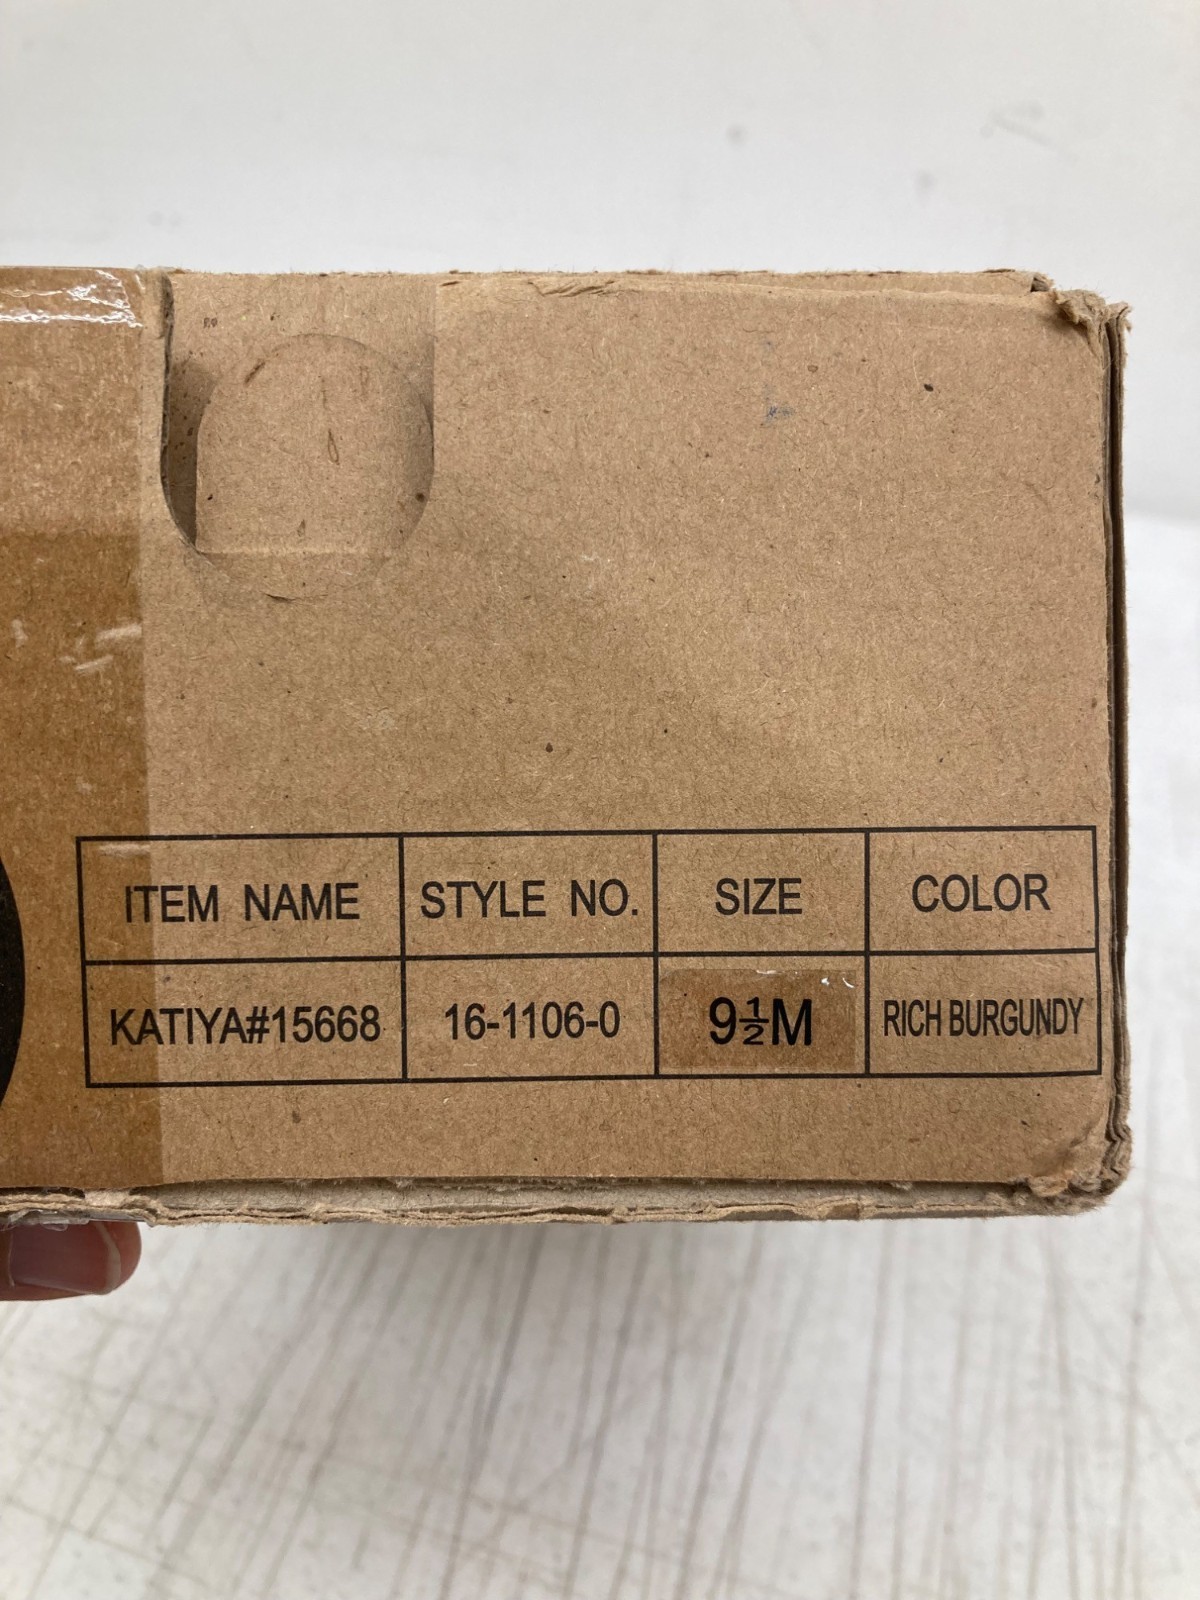 ITEM NAME STYLE NO. SIZE COLOR
KATIYA#15668 16-1106-0 9½M RICH BURGUNDY